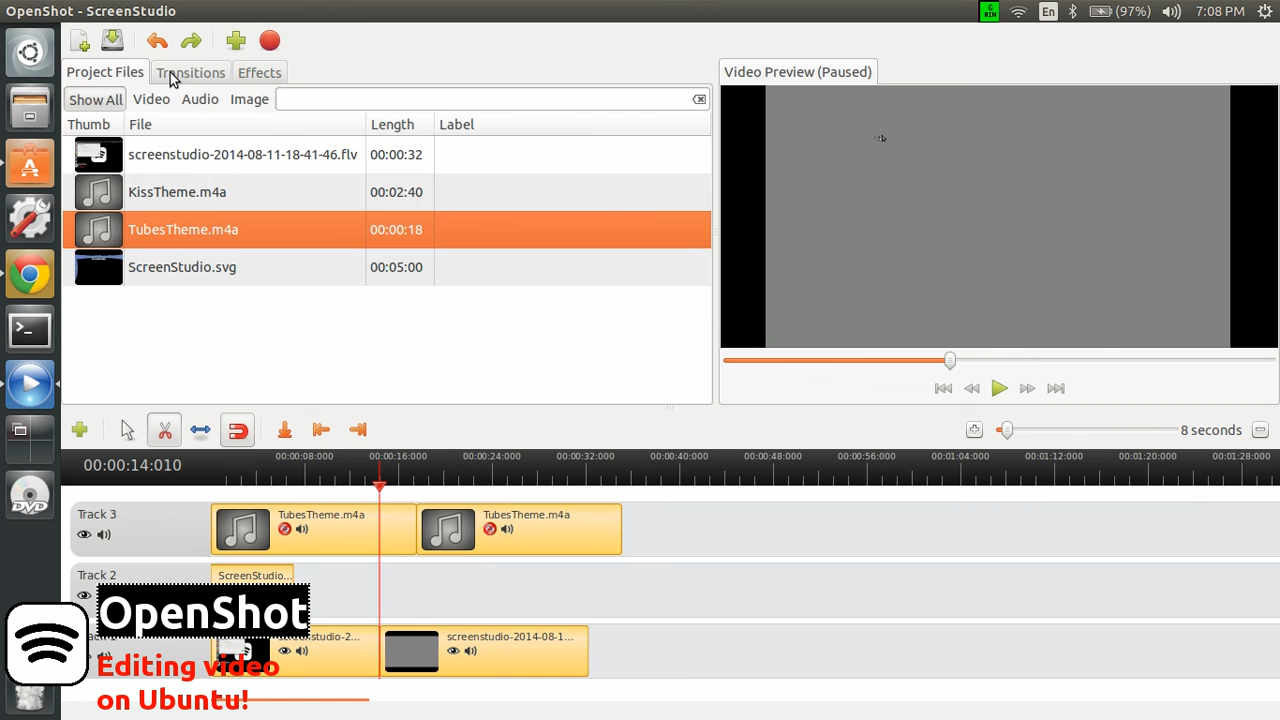 OpenShot - ScreenStudio
En
(97%)
7:08 PM
Project Files
Transitions
Effects
Show All
Video
Audio
Image
Thumb
File
Length
Label
screenstudio-2014-08-11-18-41-46.flv
00:00:32
KissTheme.m4a
00:02:40
TubesTheme.m4a
00:00:18
ScreenStudio.svg
00:05:00
Video Preview (Paused)
8 seconds
00:00:14:010
00:00:08:000
00:00:16:000
00:00:24:000
00:00:32:000
00:00:40:000
00:00:48:000
00:00:56:000
00:01:04:000
00:01:12:000
00:01:20:000
00:01:28:000
Track 3
TubesTheme.m4a
TubesTheme.m4a
Track 2
ScreenStudio...
OpenShot
studio-2...
screenstudio-2014-08-1...
Editing video
on Ubuntu!